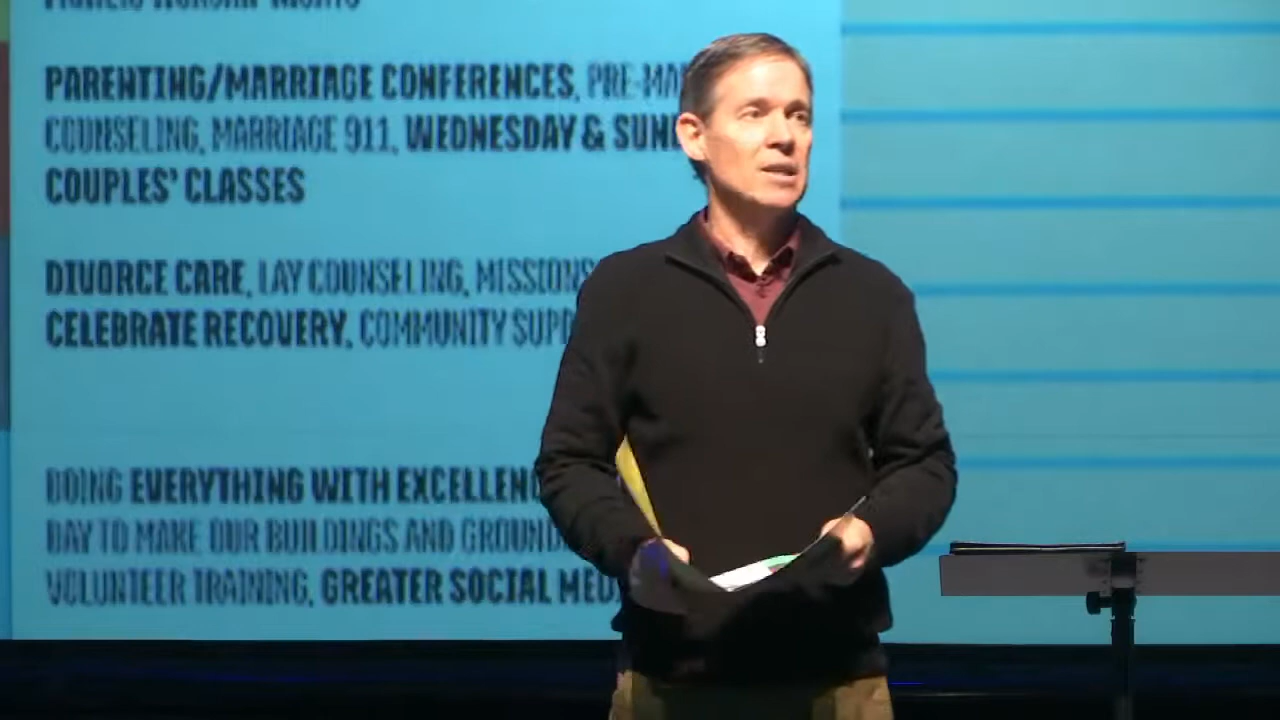 PARENTING/MARRIAGE CONFERENCES, PRE-MA
COUNSELING, MARRIAGE 911, WEDNESDAY & SUN
COUPLES' CLASSES
DIVORCE CARE, LAY COUNSELING, MISSIONS
CELEBRATE RECOVERY, COMMUNITY SUPP
DOING EVERYTHING WITH EXCELLENC
DAY TO MAKE OUR BUILDINGS AND GROUND
VOLUNTEER TRAINING, GREATER SOCIAL MED